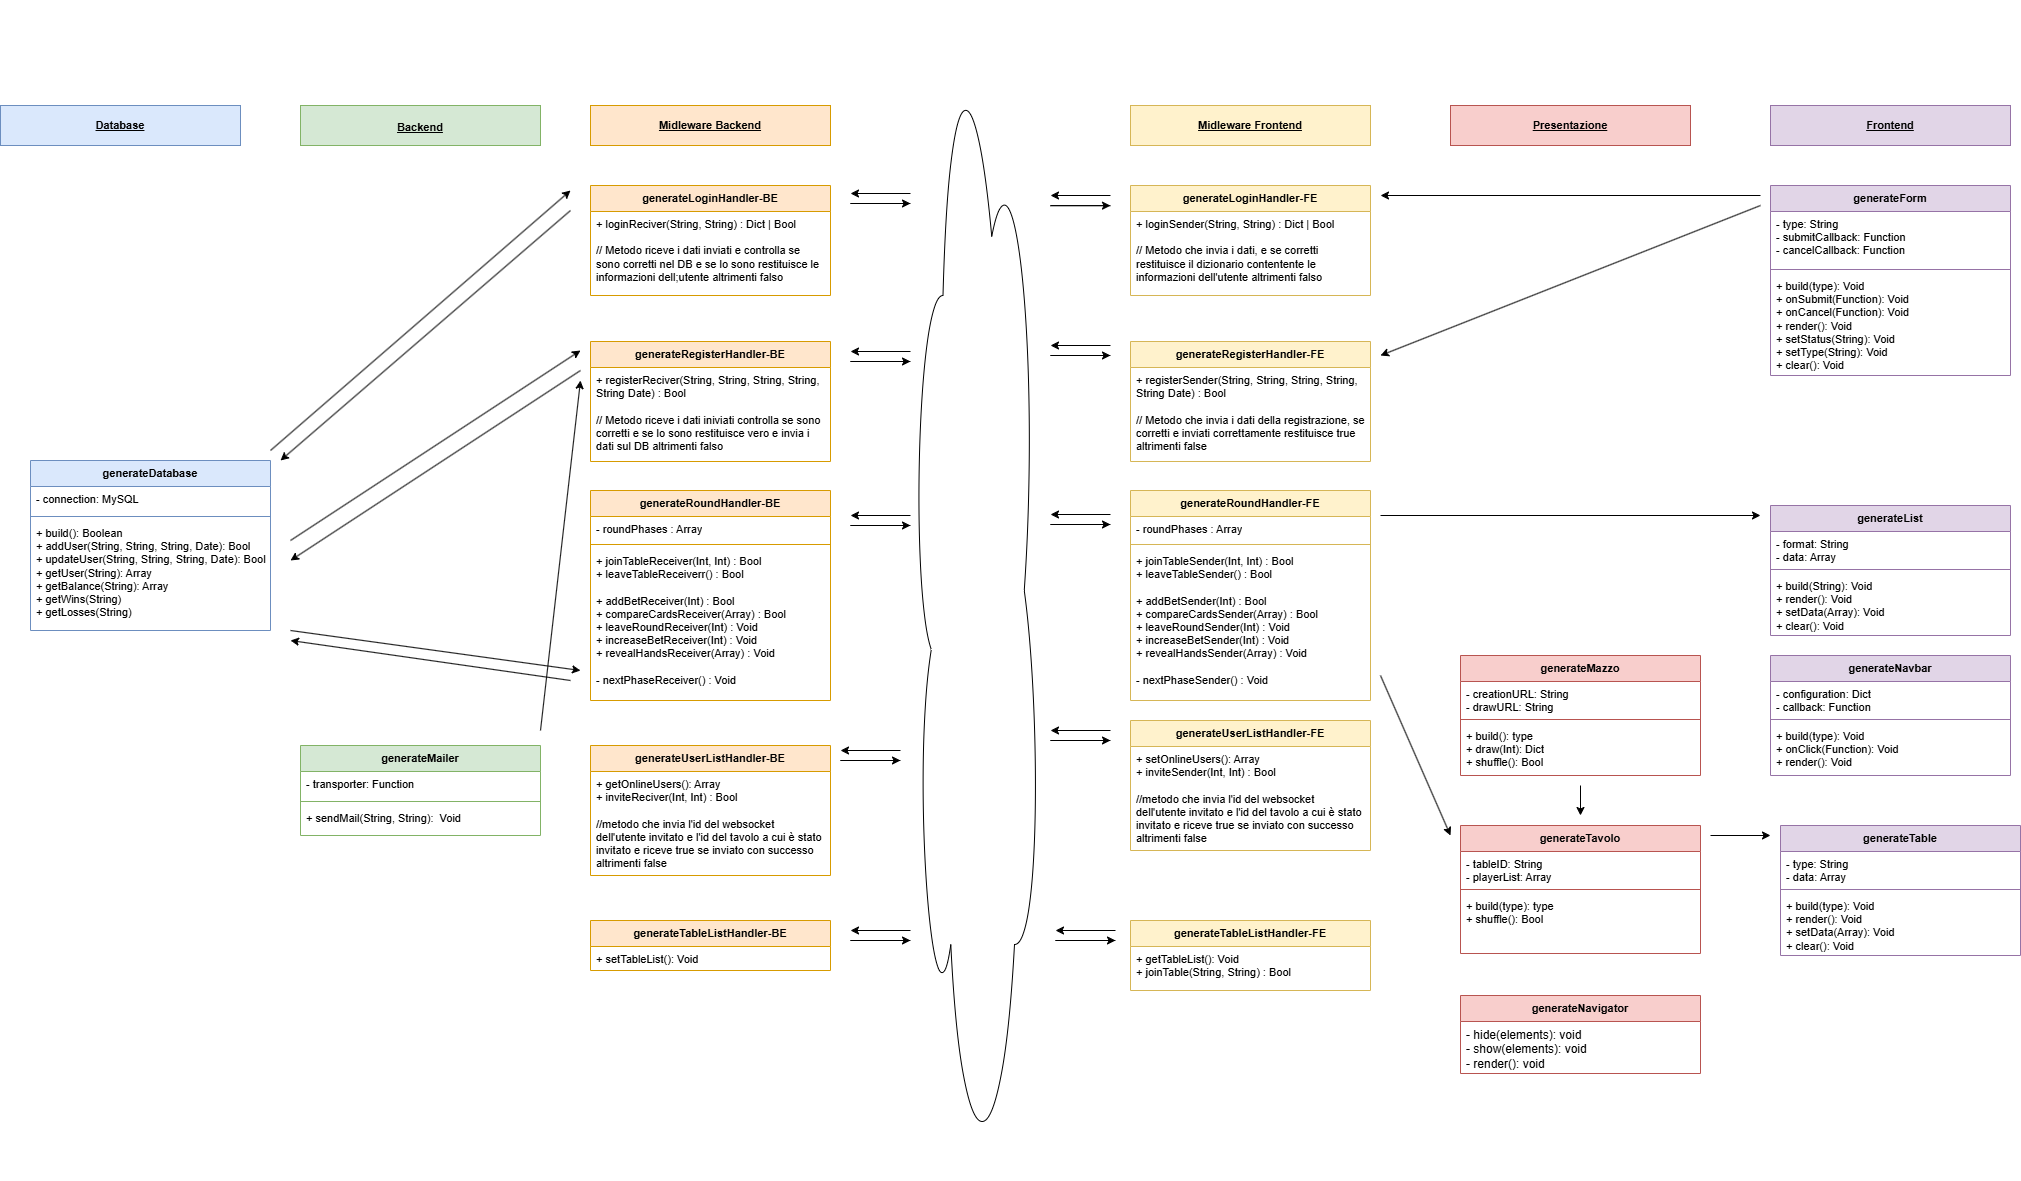 Database
Backend
Midleware Backend
Midleware Frontend
Presentazione
Frontend
generateDatabase
- connection: MySQL
+ build(): Boolean
+ addUser(String, String, String, Date): Bool
+ updateUser(String, String, String, Date): Bool
+ getUser(String): Array
+ getBalance(String): Array
+ getWins(String)
+ getLosses(String)
generateMailer
- transporter: Function
+ sendMail(String, String):  Void
generateLoginHandler-BE
+ loginReciver(String, String) : Dict | Bool
// Metodo riceve i dati inviati e controlla se
sono corretti nel DB e se lo sono restituisce le
informazioni dell;utente altrimenti falso
generateRegisterHandler-BE
+ registerReciver(String, String, String, String,
String Date) : Bool
// Metodo riceve i dati iniviati controlla se sono
corretti e se lo sono restituisce vero e invia i
dati sul DB altrimenti falso
generateRoundHandler-BE
- roundPhases : Array
+ joinTableReceiver(Int, Int) : Bool
+ leaveTableReceiverr() : Bool
+ addBetReceiver(Int) : Bool
+ compareCardsReceiver(Array) : Bool
+ leaveRoundReceiver(Int) : Void
+ increaseBetReceiver(Int) : Void
+ revealHandsReceiver(Array) : Void
- nextPhaseReceiver() : Void
generateUserListHandler-BE
+ getOnlineUsers(): Array
+ inviteReciver(Int, Int) : Bool
//metodo che invia l'id del websocket
dell'utente invitato e l'id del tavolo a cui è stato
invitato e riceve true se inviato con successo
altrimenti false
generateTableListHandler-BE
+ setTableList(): Void
generateLoginHandler-FE
+ loginSender(String, String) : Dict | Bool
// Metodo che invia i dati, e se corretti
restituisce il dizionario contentente le
informazioni dell'utente altrimenti falso
generateRegisterHandler-FE
+ registerSender(String, String, String, String,
String Date) : Bool
// Metodo che invia i dati della registrazione, se
corretti e inviati correttamente restituisce true
altrimenti false
generateRoundHandler-FE
- roundPhases : Array
+ joinTableSender(Int, Int) : Bool
+ leaveTableSender() : Bool
+ addBetSender(Int) : Bool
+ compareCardsSender(Array) : Bool
+ leaveRoundSender(Int) : Void
+ increaseBetSender(Int) : Void
+ revealHandsSender(Array) : Void
- nextPhaseSender() : Void
generateUserListHandler-FE
+ setOnlineUsers(): Array
+ inviteSender(Int, Int) : Bool
//metodo che invia l'id del websocket
dell'utente invitato e l'id del tavolo a cui è stato
invitato e riceve true se inviato con successo
altrimenti false
generateTableListHandler-FE
+ getTableList(): Void
+ joinTable(String, String) : Bool
generateMazzo
- creationURL: String
- drawURL: String
+ build(): type
+ draw(Int): Dict
+ shuffle(): Bool
generateTavolo
- tableID: String
- playerList: Array
+ build(type): type
+ shuffle(): Bool
generateNavigator
- hide(elements): void
- show(elements): void
- render(): void
generateForm
- type: String
- submitCallback: Function
- cancelCallback: Function
+ build(type): Void
+ onSubmit(Function): Void
+ onCancel(Function): Void
+ render(): Void
+ setStatus(String): Void
+ setType(String): Void
+ clear(): Void
generateList
- format: String
- data: Array
+ build(String): Void
+ render(): Void
+ setData(Array): Void
+ clear(): Void
generateNavbar
- configuration: Dict
- callback: Function
+ build(type): Void
+ onClick(Function): Void
+ render(): Void
generateTable
- type: String
- data: Array
+ build(type): Void
+ render(): Void
+ setData(Array): Void
+ clear(): Void